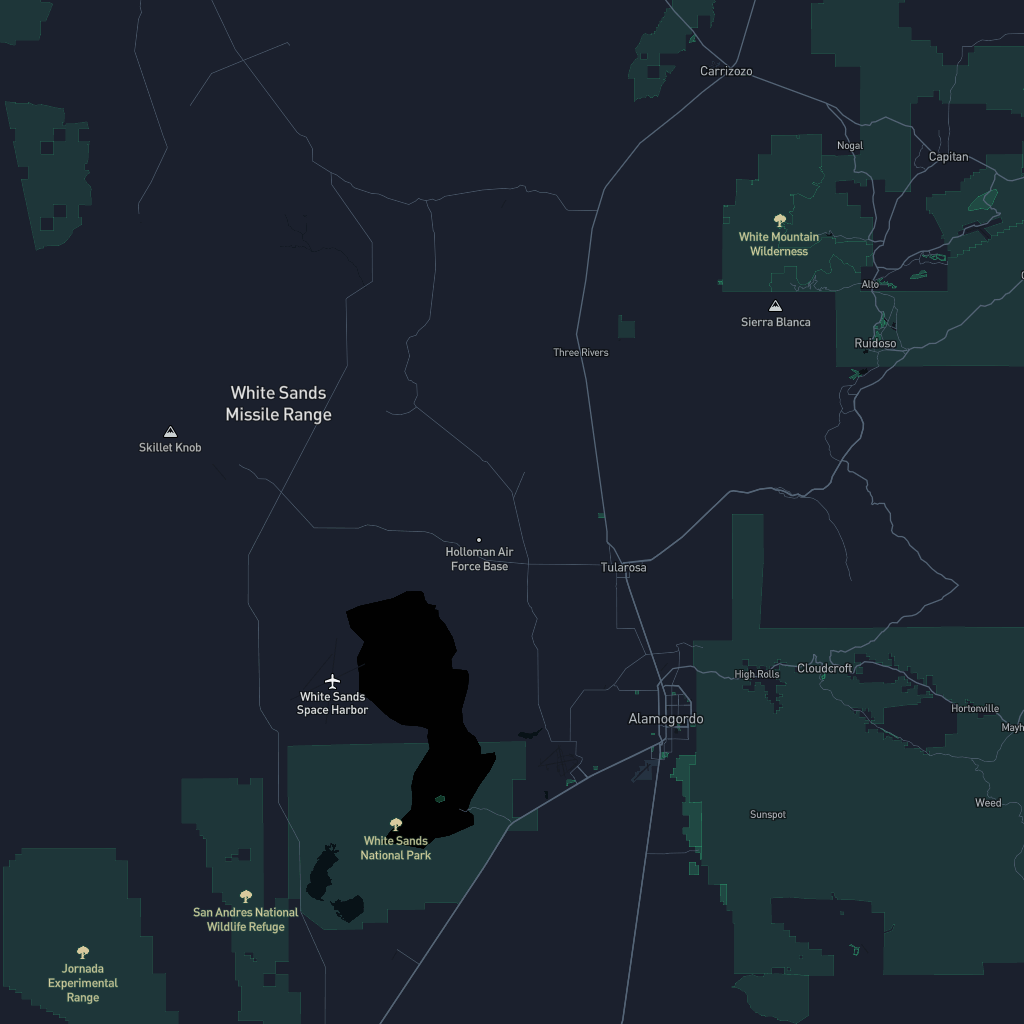 Carrizozo
Nogal
Capitan
White Mountain
Wilderness
Alto
Sierra Blanca
Ruidoso
Three Rivers
White Sands
Missile Range
Skillet Knob
Holloman Air
Force Base
Tularosa
Cloudcroft
High Rolls
White Sands
Space Harbor
Hortonville
Alamogordo
Mayh
Weed
Sunspot
White Sands
National Park
San Andres National
Wildlife Refuge
Jornada
Experimental
Range